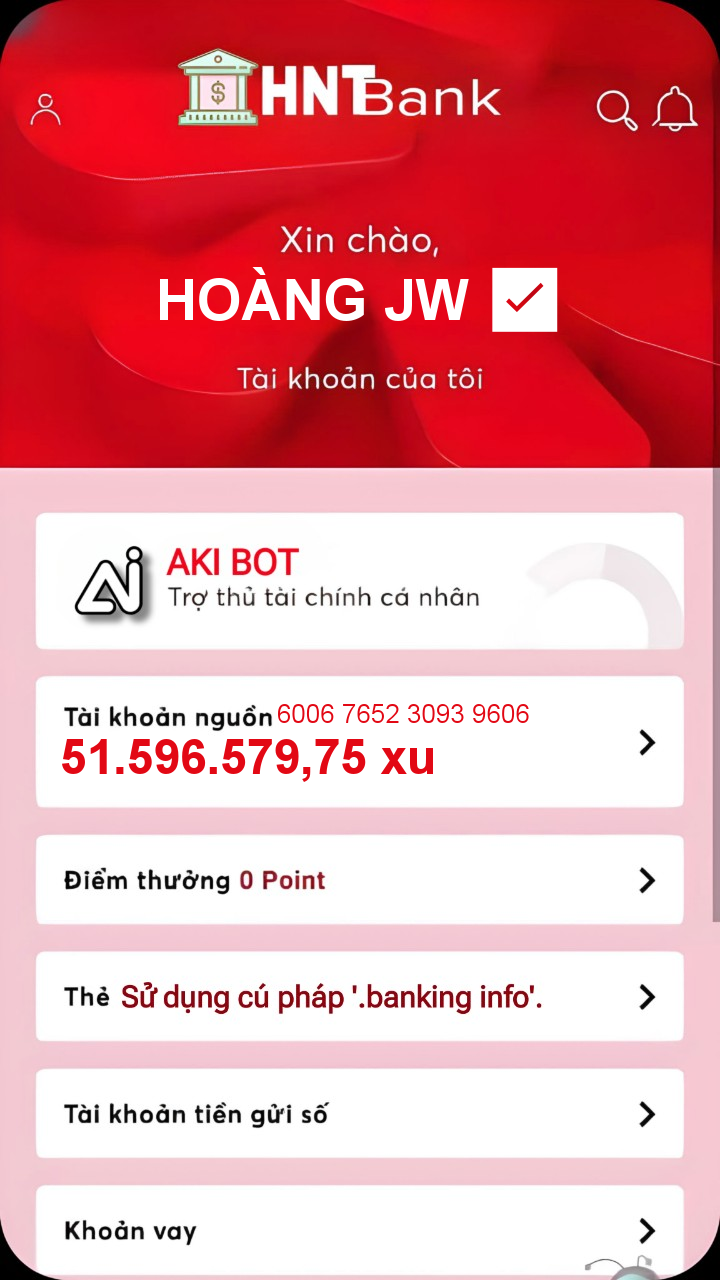 HNTBank
Xin chào,
HOÀNG JW
Tài khoản của tôi
AKI BOT
Trợ thủ tài chính cá nhân
Tài khoản nguồn 6006 7652 3093 9606
51.596.579,75 xu
Điểm thưởng 0 Point
Thẻ Sử dụng cú pháp '.banking info'.
Tài khoản tiền gửi số
Khoản vay